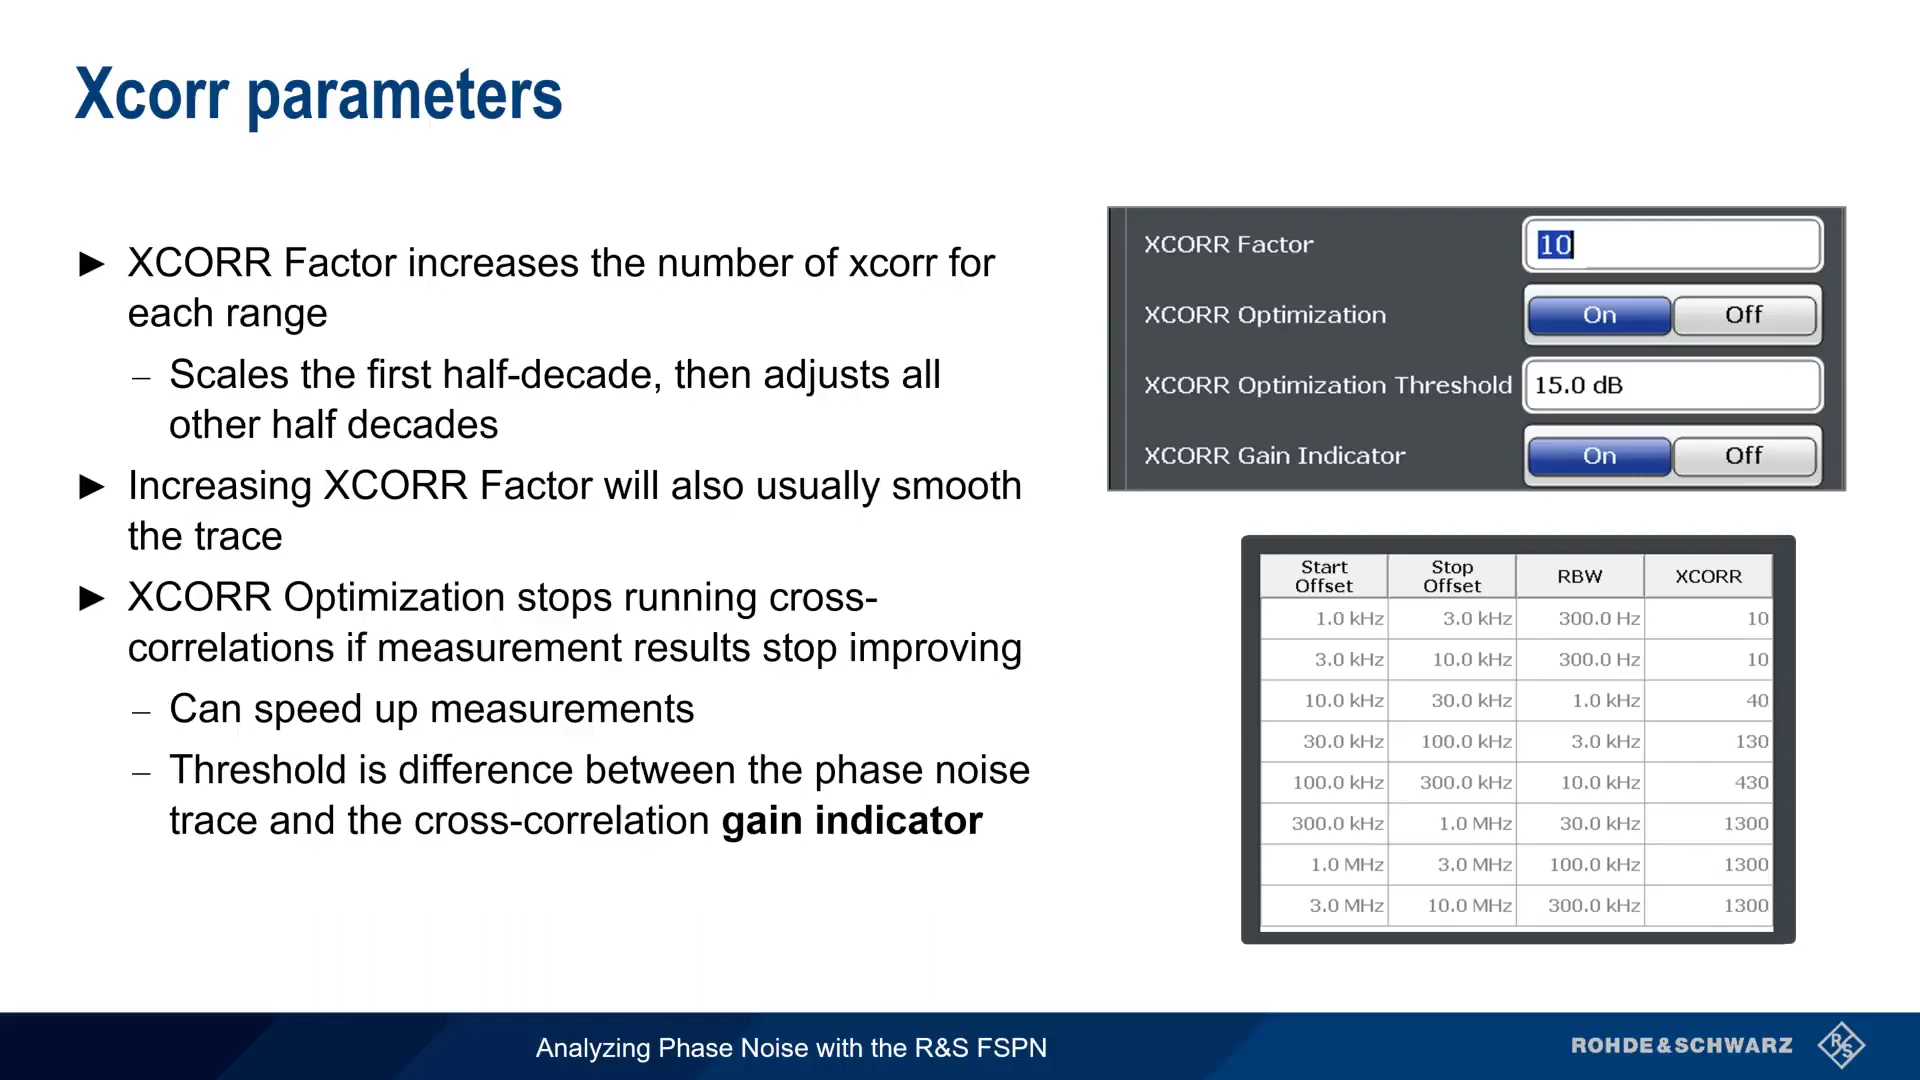 Xcorr parameters
► XCORR Factor increases the number of xcorr for
each range
– Scales the first half-decade, then adjusts all
other half decades
► Increasing XCORR Factor will also usually smooth
the trace
► XCORR Optimization stops running cross-
correlations if measurement results stop improving
– Can speed up measurements
– Threshold is difference between the phase noise
trace and the cross-correlation gain indicator
XCORR Factor 10
XCORR Optimization On Off
XCORR Optimization Threshold 15.0 dB
XCORR Gain Indicator On Off
Start Offset Stop Offset RBW XCORR
1.0 kHz 3.0 kHz 300.0 Hz 10
3.0 kHz 10.0 kHz 300.0 Hz 10
10.0 kHz 30.0 kHz 1.0 kHz 40
30.0 kHz 100.0 kHz 3.0 kHz 130
100.0 kHz 300.0 kHz 10.0 kHz 430
300.0 kHz 1.0 MHz 30.0 kHz 1300
1.0 MHz 3.0 MHz 100.0 kHz 1300
3.0 MHz 10.0 MHz 300.0 kHz 1300
Analyzing Phase Noise with the R&S FSPN
ROHDE&SCHWARZ
R&S